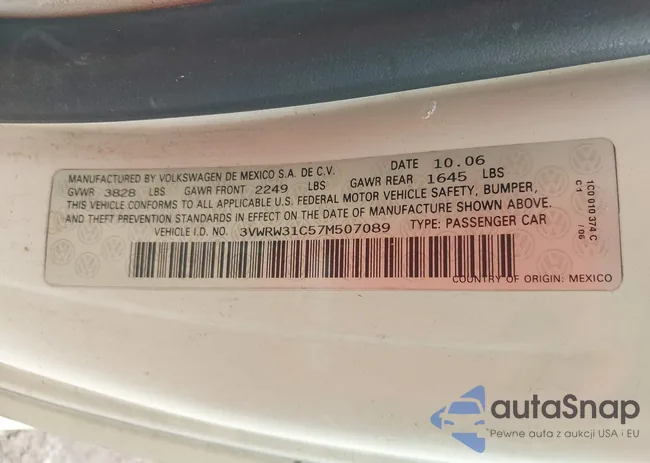 MANUFACTURED BY VOLKSWAGEN DE MEXICO S.A. DE C.V. DATE 10.06
GVWR 3828 LBS GAWR FRONT 2249 LBS GAWR REAR 1645 LBS
THIS VEHICLE CONFORMS TO ALL APPLICABLE U.S. FEDERAL MOTOR VEHICLE SAFETY, BUMPER,
AND THEFT PREVENTION STANDARDS IN EFFECT ON THE DATE OF MANUFACTURE SHOWN ABOVE.
VEHICLE I.D. NO. 3VWRW31C57M507089 TYPE: PASSENGER CAR
COUNTRY OF ORIGIN: MEXICO
1C0 010 374 C
C1 /06
autaSnap
*Pewne auta z aukcji USA i EU